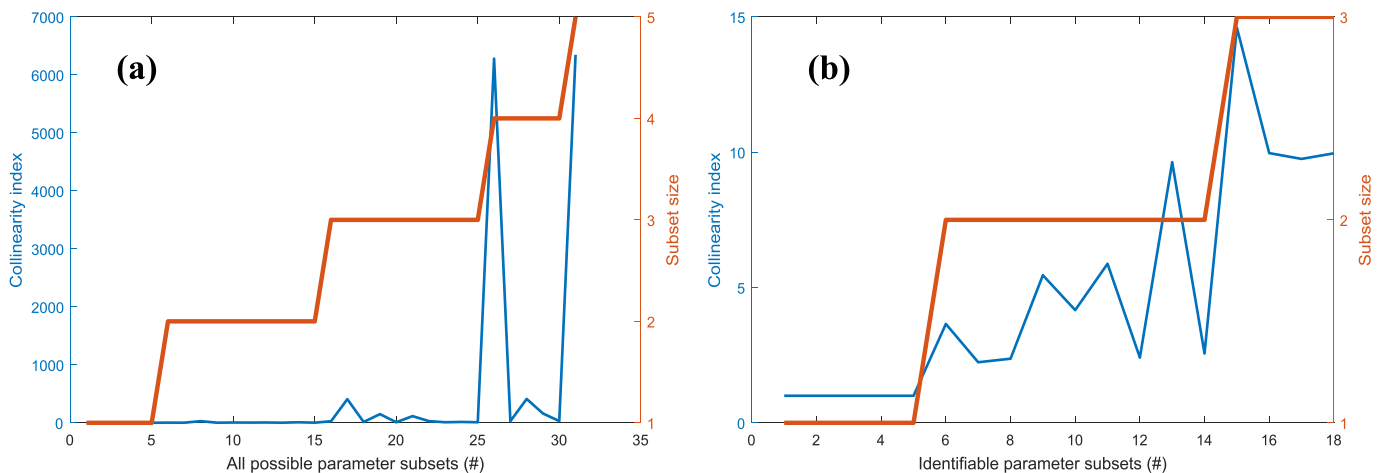 (a)
7000
6000
5000
4000
3000
2000
1000
0
Collinearity index
0 5 10 15 20 25 30 35
All possible parameter subsets (#)
5
4
3
2
1
Subset size
(b)
15
10
5
0
Collinearity index
2 4 6 8 10 12 14 16 18
Identifiable parameter subsets (#)
3
2
1
Subset size